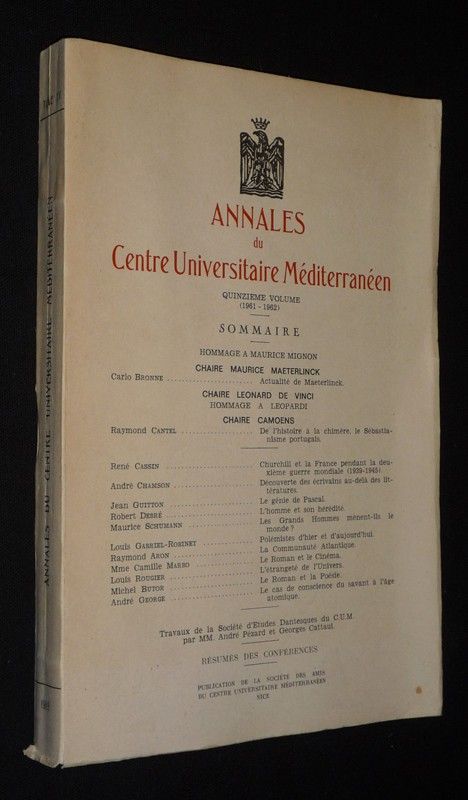 ANNALES
du
Centre Universitaire Méditerranéen
QUINZIEME VOLUME
(1961 - 1962)
SOMMAIRE
HOMMAGE A MAURICE MIGNON
CHAIRE MAURICE MAETERLINCK
Carlo BRONNE ........................ Actualité de Maeterlinck.
CHAIRE LEONARD DE VINCI
HOMMAGE A LEOPARDI
CHAIRE CAMOENS
Raymond CANTEL .................... De l'histoire à la chimère, le Sébastia-
nisme portugais.
René CASSIN ........................ Churchill et la France pendant la deu-
xième guerre mondiale (1939-1945)
André CHAMSON ..................... Découverte des écrivains au-delà des lit-
tératures.
Jean GUITTON ....................... Le génie de Pascal.
Robert DEBRÉ ....................... L'homme et son hérédité.
Maurice SCHUMANN .................. Les Grands Hommes mènent-ils le
monde ?
Louis GABRIEL-ROBINET ............. Polémistes d'hier et d'aujourd'hui.
Raymond ARON ...................... La Communauté Atlantique.
Mme Camille MARBO ................. Le Roman et le Cinéma.
Louis ROUGIER ...................... L'étrangeté de l'Univers.
Michel BUTOR ....................... Le Roman et la Poésie.
André GEORGE ....................... Le cas de conscience du savant à l'âge
atomique.
Travaux de la Société d'Etudes Dantesques du C.U.M.
par MM. André Pézard et Georges Cattaui.
RÉSUMES DES CONFÉRENCES
PUBLICATION DE LA SOCIÉTÉ DES AMIS
DU CENTRE UNIVERSITAIRE MÉDITERRANÉEN
NICE
ANNALES DU CENTRE UNIVERSITAIRE MÉDITERRANÉEN